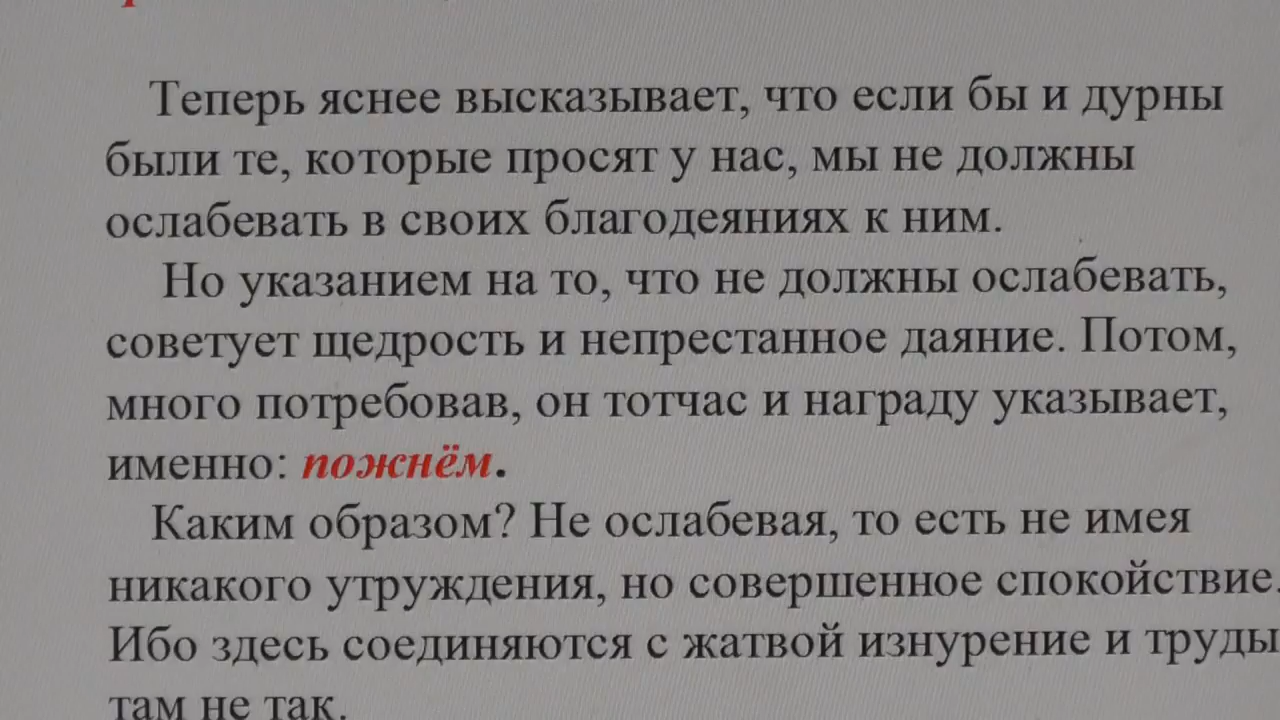 Теперь яснее высказывает, что если бы и дурны
были те, которые просят у нас, мы не должны
ослабевать в своих благодеяниях к ним.
Но указанием на то, что не должны ослабевать,
советует щедрость и непрестанное даяние. Потом,
много потребовав, он тотчас и награду указывает,
именно: пожнём.
Каким образом? Не ослабевая, то есть не имея
никакого утруждения, но совершенное спокойствие.
Ибо здесь соединяются с жатвой изнурение и труды
там не так.